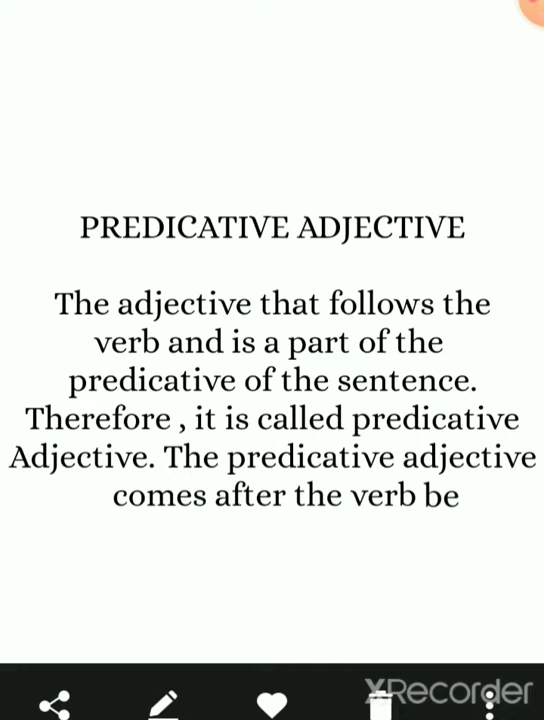 PREDICATIVE ADJECTIVE
The adjective that follows the
verb and is a part of the
predicative of the sentence.
Therefore , it is called predicative
Adjective. The predicative adjective
comes after the verb be
XRecorder